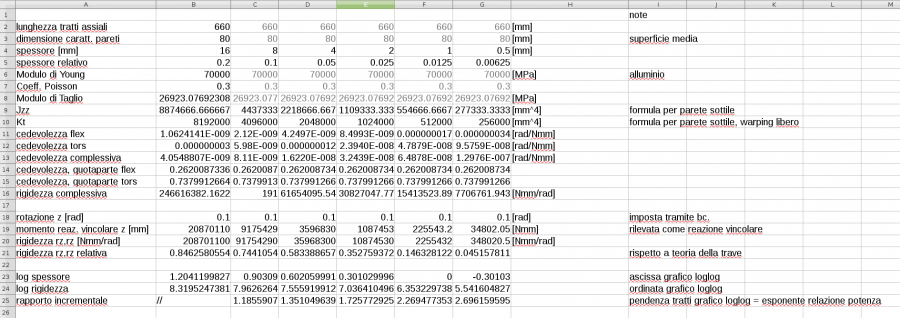 A B C D E F G H I J K L M
1 note
2 lunghezza tratti assiali 660 660 660 660 660 660 [mm]
3 dimensione caratt. pareti 80 80 80 80 80 80 [mm] superficie media
4 spessore [mm] 16 8 4 2 1 0.5 [mm]
5 spessore relativo 0.2 0.1 0.05 0.025 0.0125 0.00625
6 Modulo di Young 70000 70000 70000 70000 70000 70000 [MPa] alluminio
7 Coeff. Poisson 0.3 0.3 0.3 0.3 0.3 0.3
8 Modulo di Taglio 26923.07692308 26923.077 26923.07692 26923.07692 26923.07692 26923.07692 [MPa]
9 Jzz 8874666.666667 4437333 2218666.667 1109333.333 554666.6667 277333.3333 [mm^4] formula per parete sottile
10 Kt 8192000 4096000 2048000 1024000 512000 256000 [mm^4] formula per parete sottile, warping libero
11 cedevolezza flex 1.0624141E-009 2.12E-009 4.2497E-009 8.4993E-009 0.000000017 0.000000034 [rad/Nmm]
12 cedevolezza tors 0.000000003 5.98E-009 0.000000012 2.3940E-008 4.7879E-008 9.5759E-008 [rad/Nmm]
13 cedevolezza complessiva 4.0548807E-009 8.11E-009 1.6220E-008 3.2439E-008 6.4878E-008 1.2976E-007 [rad/Nmm]
14 cedevolezza, quotaparte flex 0.2620087336 0.2620087 0.262008734 0.262008734 0.262008734 0.262008734
15 cedevolezza, quotaparte tors 0.7379912664 0.7379913 0.737991266 0.737991266 0.737991266 0.737991266
16 rigidezza complessiva 246616382.1622 191 61654095.54 30827047.77 15413523.89 7706761.943 [Nmm/rad]
17
18 rotazione z [rad] 0.1 0.1 0.1 0.1 0.1 0.1 [rad] imposta tramite bc.
19 momento reaz. vincolare z [mm] 20870110 9175429 3596830 1087453 225543.2 34802.05 [Nmm] rilevata come reazione vincolare
20 rigidezza rz.rz [Nmm/rad] 208701100 91754290 35968300 10874530 2255432 348020.5 [Nmm/rad]
21 rigidezza rz.rz relativa 0.8462580554 0.7441054 0.583388657 0.352759372 0.146328122 0.045157811 rispetto a teoria della trave
22
23 log spessore 1.2041199827 0.90309 0.602059991 0.301029996 0 -0.30103 ascissa grafico loglog
24 log rigidezza 8.3195247381 7.9626264 7.555919912 7.036410496 6.353229738 5.541604827 ordinata grafico loglog
25 rapporto incrementale // 1.1855907 1.351049639 1.725772925 2.269477353 2.696159595 pendenza tratti grafico loglog = esponente relazione potenza
26